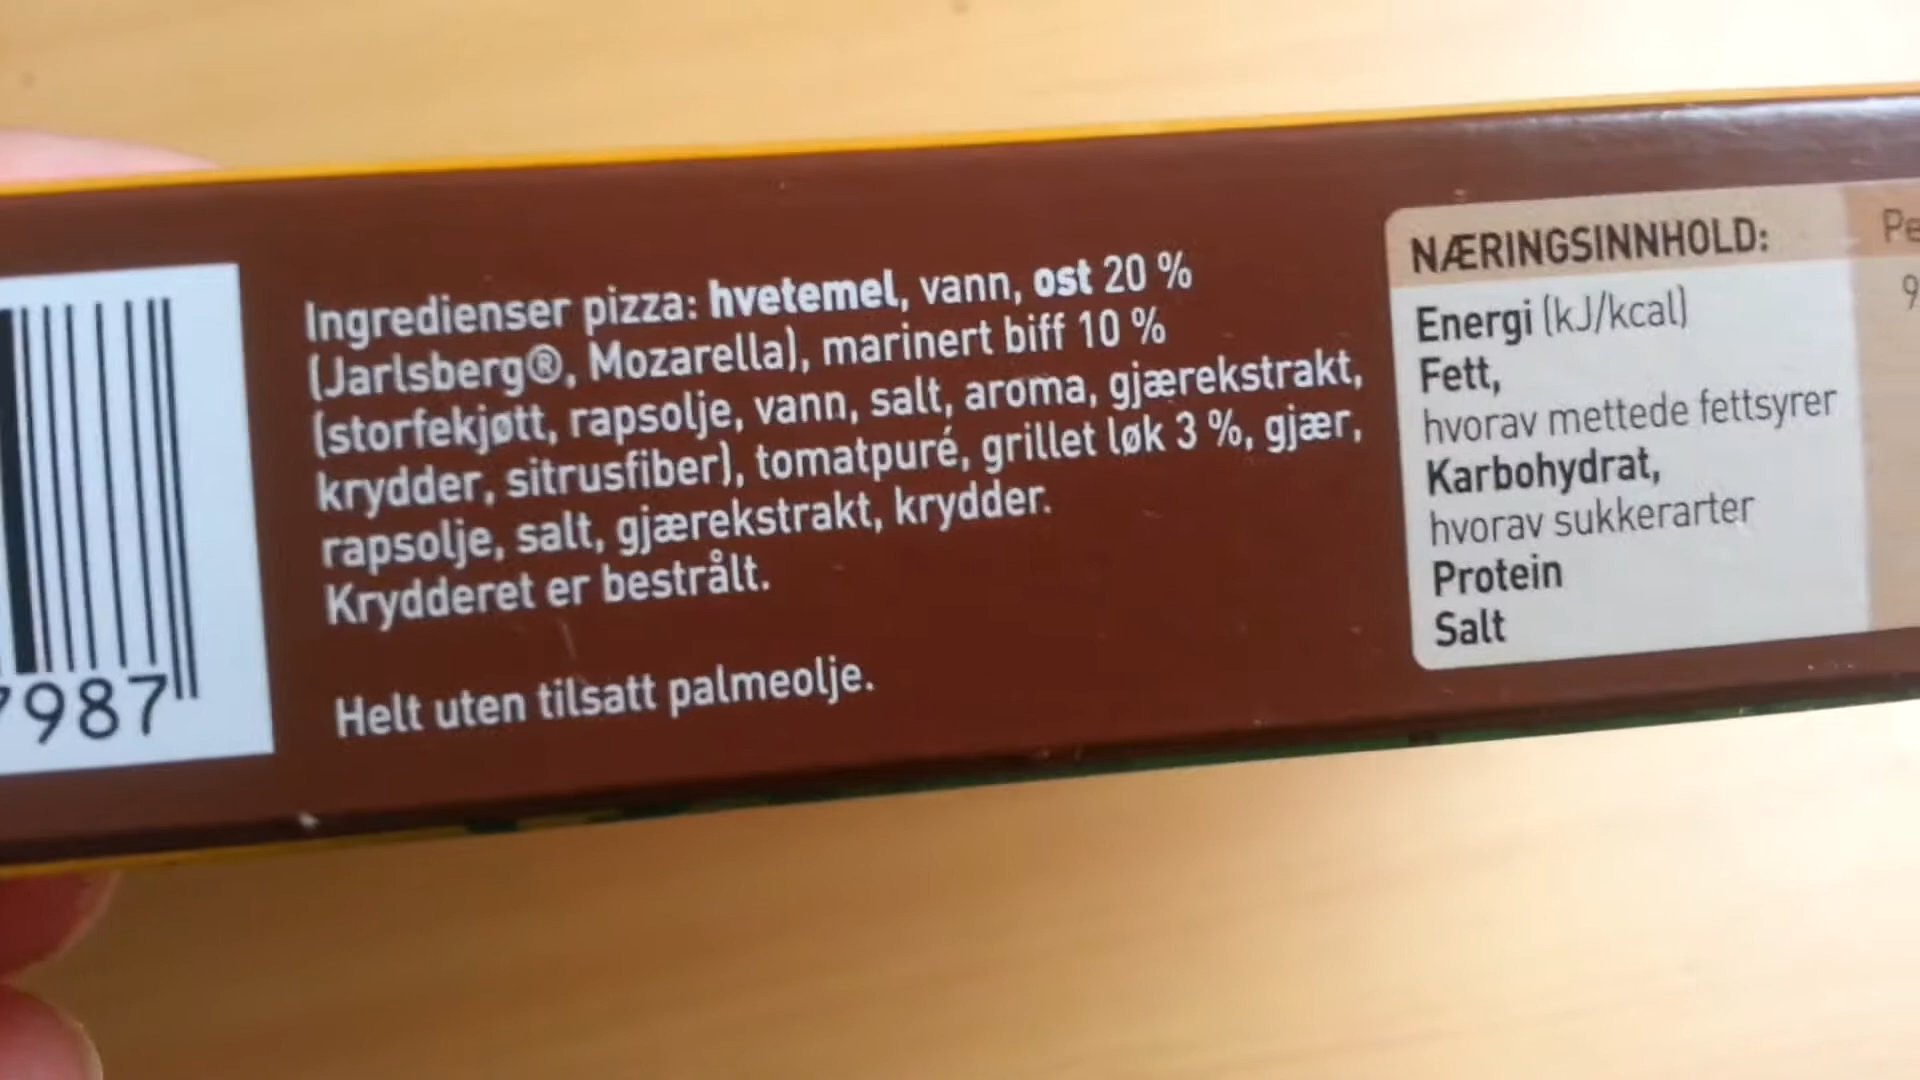 7987
Ingredienser pizza: hvetemel, vann, ost 20 %
(Jarlsberg®, Mozarella), marinert biff 10 %
(storfekjøtt, rapsolje, vann, salt, aroma, gjærekstrakt,
krydder, sitrusfiber), tomatpuré, grillet løk 3 %, gjær,
rapsolje, salt, gjærekstrakt, krydder.
Krydderet er bestrålt.
Helt uten tilsatt palmeolje.
NÆRINGSINNHOLD:
Energi (kJ/kcal)
Fett,
hvorav mettede fettsyrer
Karbohydrat,
hvorav sukkerarter
Protein
Salt